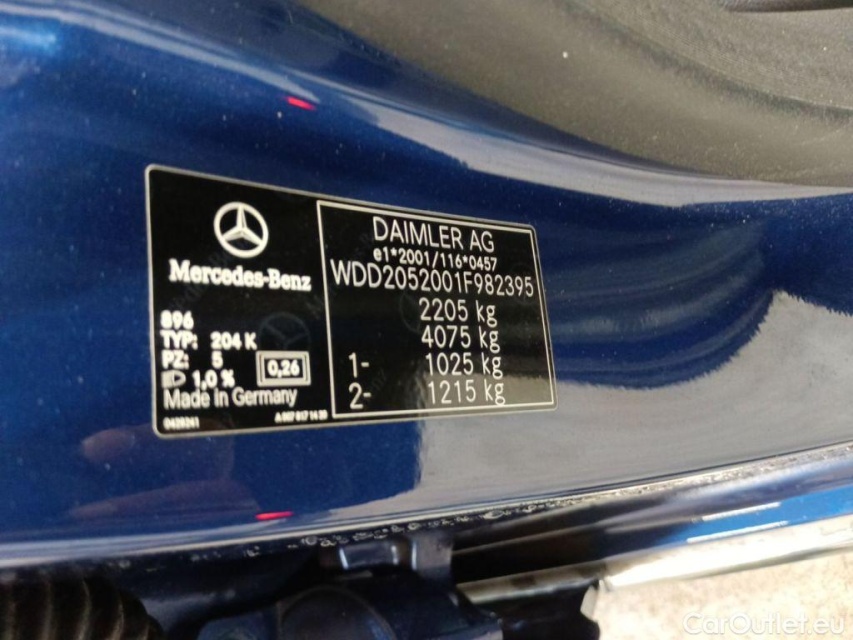 Mercedes-Benz
896
TYP: 204 K
PZ: 5
1,0 %
0,26
Made in Germany
DAIMLER AG
e1*2001/116*0457
WDD2052001F982395
2205 kg
4075 kg
1- 1025 kg
2- 1215 kg
CarOutlet.eu